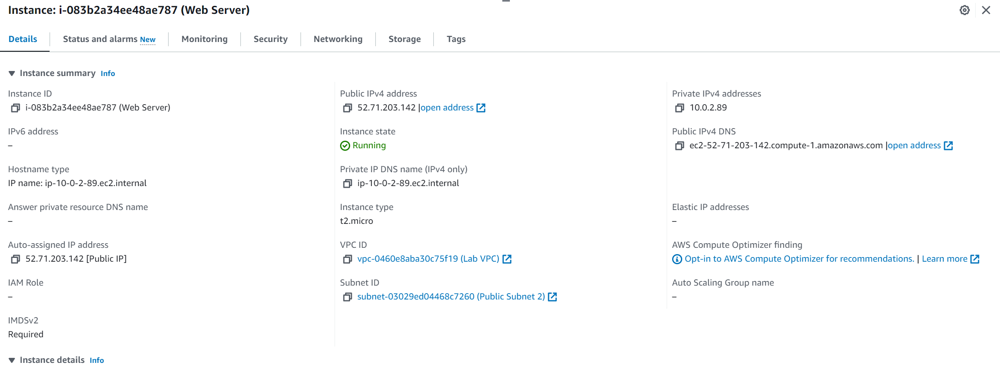 Instance: i-083b2a34ee48ae787 (Web Server)
Details
Status and alarms New
Monitoring
Security
Networking
Storage
Tags
Instance summary Info
Instance ID
i-083b2a34ee48ae787 (Web Server)
Public IPv4 address
52.71.203.142 |open address
Private IPv4 addresses
10.0.2.89
IPv6 address
–
Instance state
Running
Public IPv4 DNS
ec2-52-71-203-142.compute-1.amazonaws.com |open address
Hostname type
IP name: ip-10-0-2-89.ec2.internal
Private IP DNS name (IPv4 only)
ip-10-0-2-89.ec2.internal
Answer private resource DNS name
–
Instance type
t2.micro
Elastic IP addresses
–
Auto-assigned IP address
52.71.203.142 [Public IP]
VPC ID
vpc-0460e8aba30c75f19 (Lab VPC)
AWS Compute Optimizer finding
Opt-in to AWS Compute Optimizer for recommendations. | Learn more
IAM Role
–
Subnet ID
subnet-03029ed04468c7260 (Public Subnet 2)
Auto Scaling Group name
–
IMDSv2
Required
Instance details Info